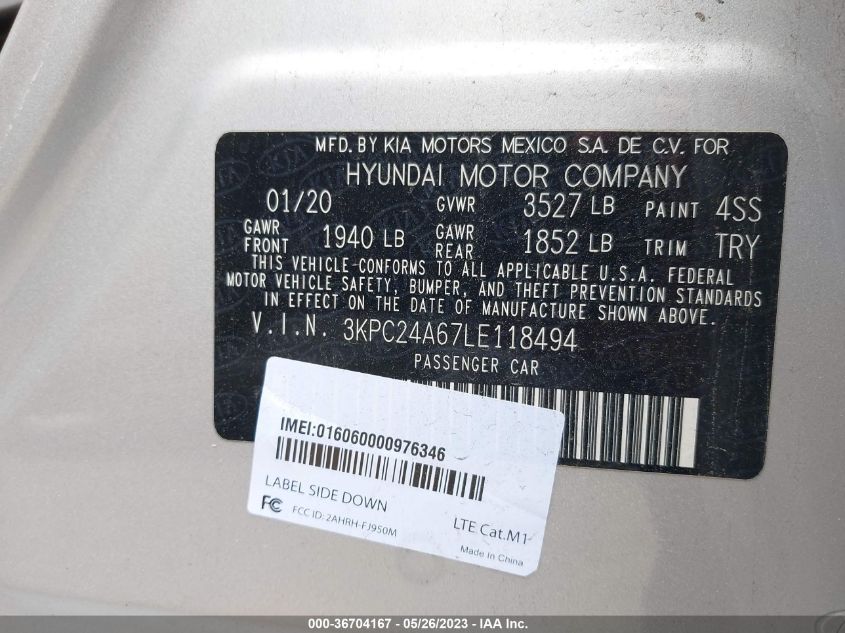 MFD. BY KIA MOTORS MEXICO S.A. DE C.V. FOR
HYUNDAI MOTOR COMPANY
01/20 GVWR 3527 LB PAINT 4SS
GAWR FRONT 1940 LB GAWR REAR 1852 LB TRIM TRY
THIS VEHICLE CONFORMS TO ALL APPLICABLE U.S.A. FEDERAL
MOTOR VEHICLE SAFETY, BUMPER, AND THEFT PREVENTION STANDARDS
IN EFFECT ON THE DATE OF MANUFACTURE SHOWN ABOVE.
V.I.N. 3KPC24A67LE118494
PASSENGER CAR
IMEI:016060000976346
LABEL SIDE DOWN
FC FCC ID: 2AHRH-FJ950M
LTE Cat.M1
Made In China
000-36704167 - 05/26/2023 - IAA Inc.